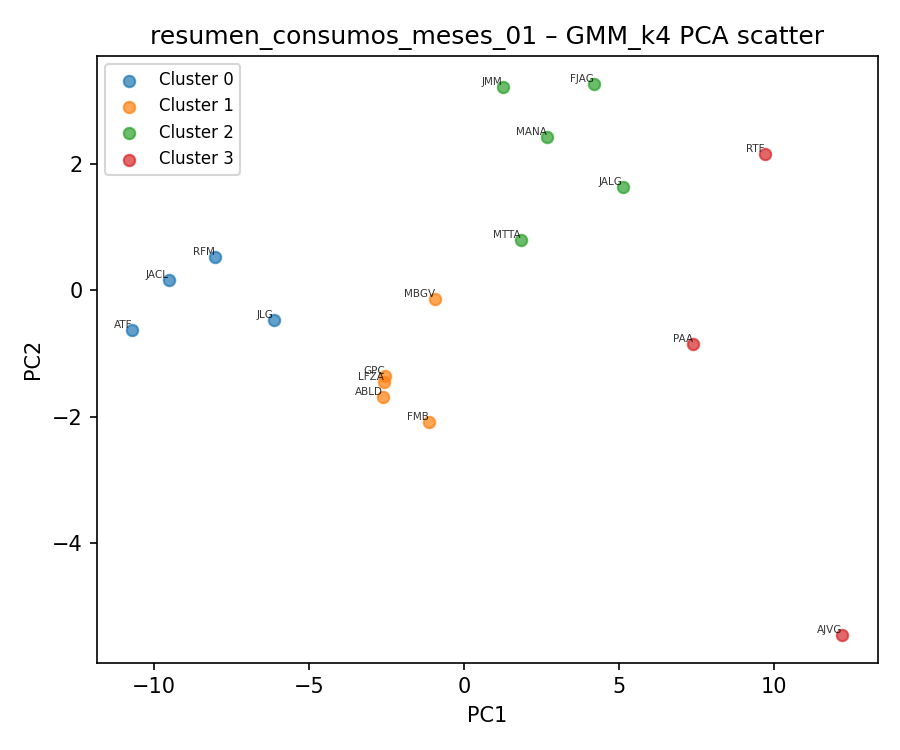 resumen_consumos_meses_01 – GMM_k4 PCA scatter
Cluster 0
Cluster 1
Cluster 2
Cluster 3
JMM
FJAG
MANA
RTF
JALG
MTTA
RFM
JACL
MBGV
ATF
JLG
PAA
GPC
LFZA
ABLD
FMB
AJVG
2
0
−2
−4
−10
−5
0
5
10
PC1
PC2